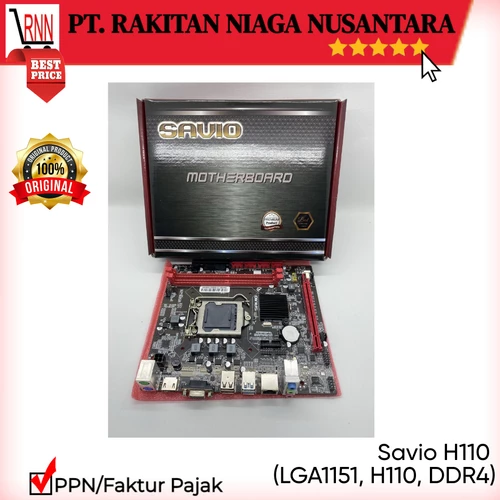 RNN
PT. RAKITAN NIAGA NUSANTARA
BEST
PRICE
ORIGINAL PRODUCT
100%
ORIGINAL
SAVIO
MOTHERBOARD
PPN/Faktur Pajak
Savio H110
(LGA1151, H110, DDR4)